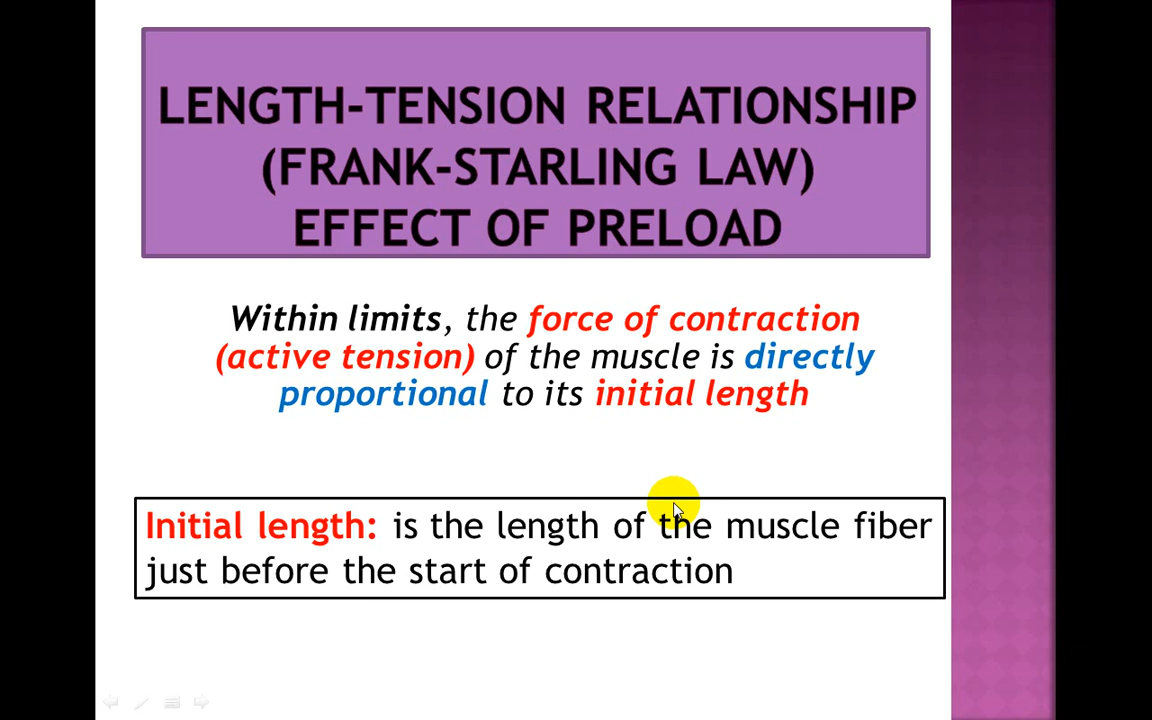 LENGTH-TENSION RELATIONSHIP
(FRANK-STARLING LAW)
EFFECT OF PRELOAD
Within limits, the force of contraction
(active tension) of the muscle is directly
proportional to its initial length
Initial length: is the length of the muscle fiber
just before the start of contraction